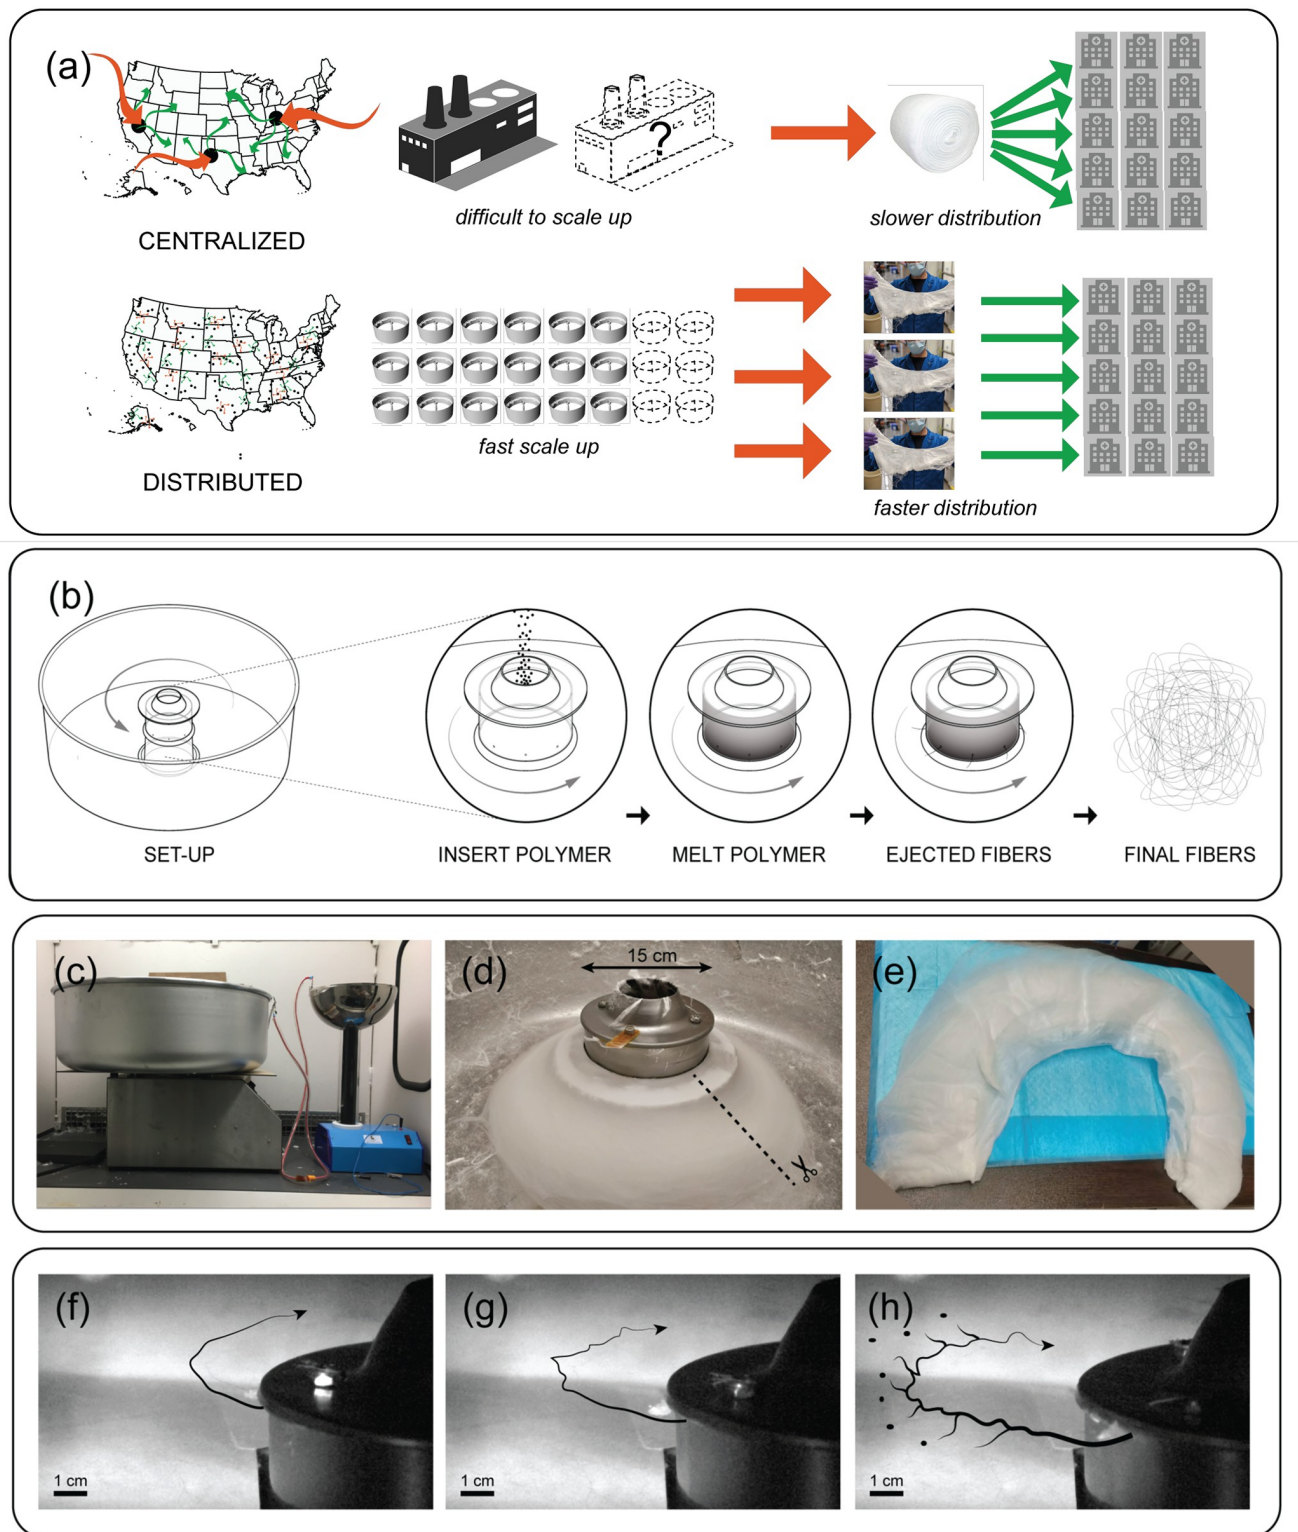 (a)
?
difficult to scale up
slower distribution
CENTRALIZED
fast scale up
DISTRIBUTED
faster distribution
(b)
SET-UP
INSERT POLYMER
MELT POLYMER
EJECTED FIBERS
FINAL FIBERS
(c)
(d)
15 cm
(e)
(f)
1 cm
(g)
1 cm
(h)
1 cm